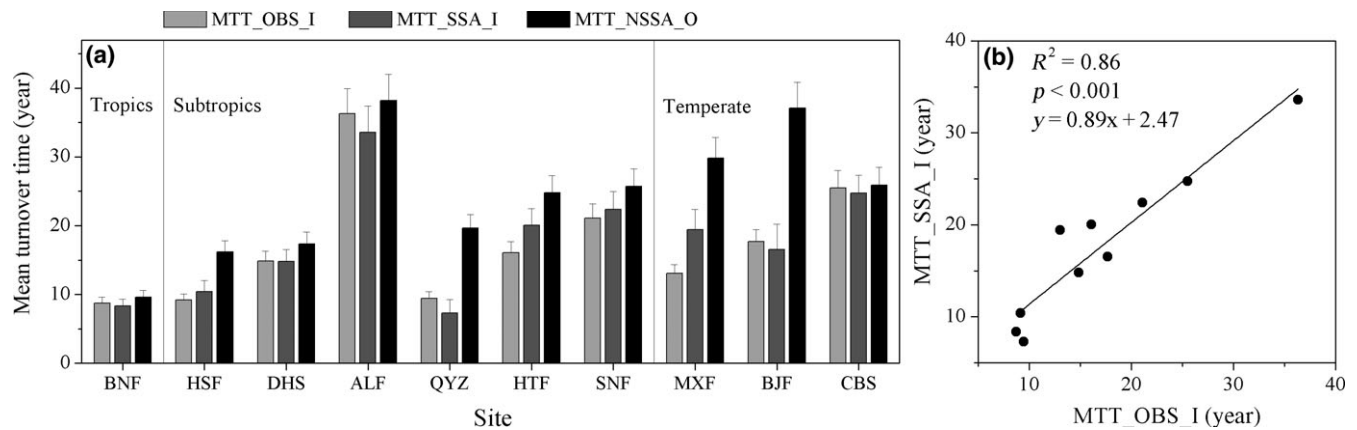 MTT_OBS_I MTT_SSA_I MTT_NSSA_O
(a)
Tropics Subtropics Temperate
Mean turnover time (year)
40
30
20
10
0
BNF HSF DHS ALF QYZ HTF SNF MXF BJF CBS
Site
(b)
R² = 0.86
p < 0.001
y = 0.89x + 2.47
MTT_SSA_I (year)
40
30
20
10
10 20 30 40
MTT_OBS_I (year)